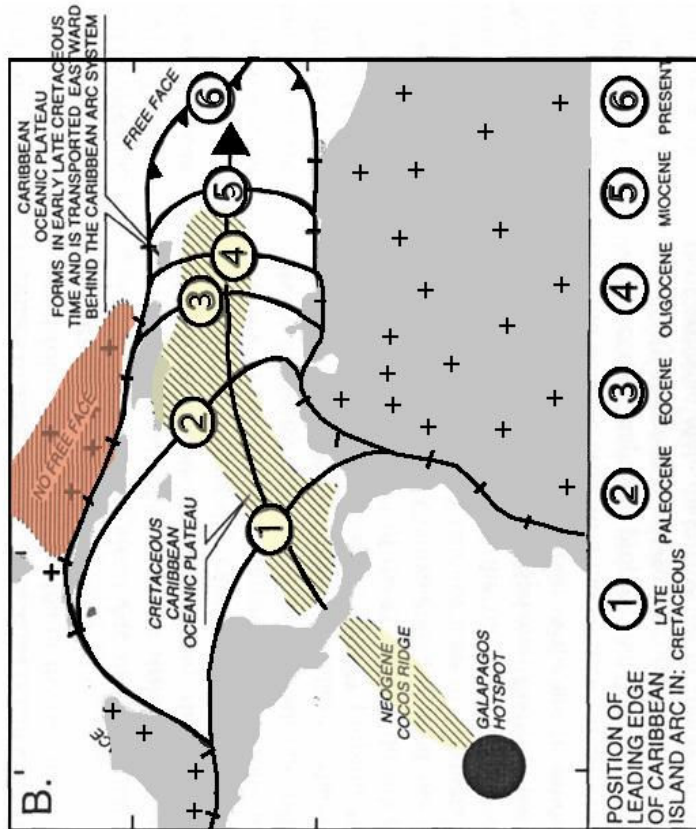 B.
CARIBBEAN
OCEANIC PLATEAU
FORMS IN EARLY LATE CRETACEOUS
TIME AND IS TRANSPORTED EASTWARD
BEHIND THE CARIBBEAN ARC SYSTEM
NO FREE FACE
FREE FACE
CE
CRETACEOUS
CARIBBEAN
OCEANIC PLATEAU
1
2
3
4
5
6
NEOGENE
COCOS RIDGE
GALAPAGOS
HOTSPOT
POSITION OF
LEADING EDGE
OF CARIBBEAN
ISLAND ARC IN:
1
LATE
CRETACEOUS
2
PALEOCENE
3
EOCENE
4
OLIGOCENE
5
MIOCENE
6
PRESENT